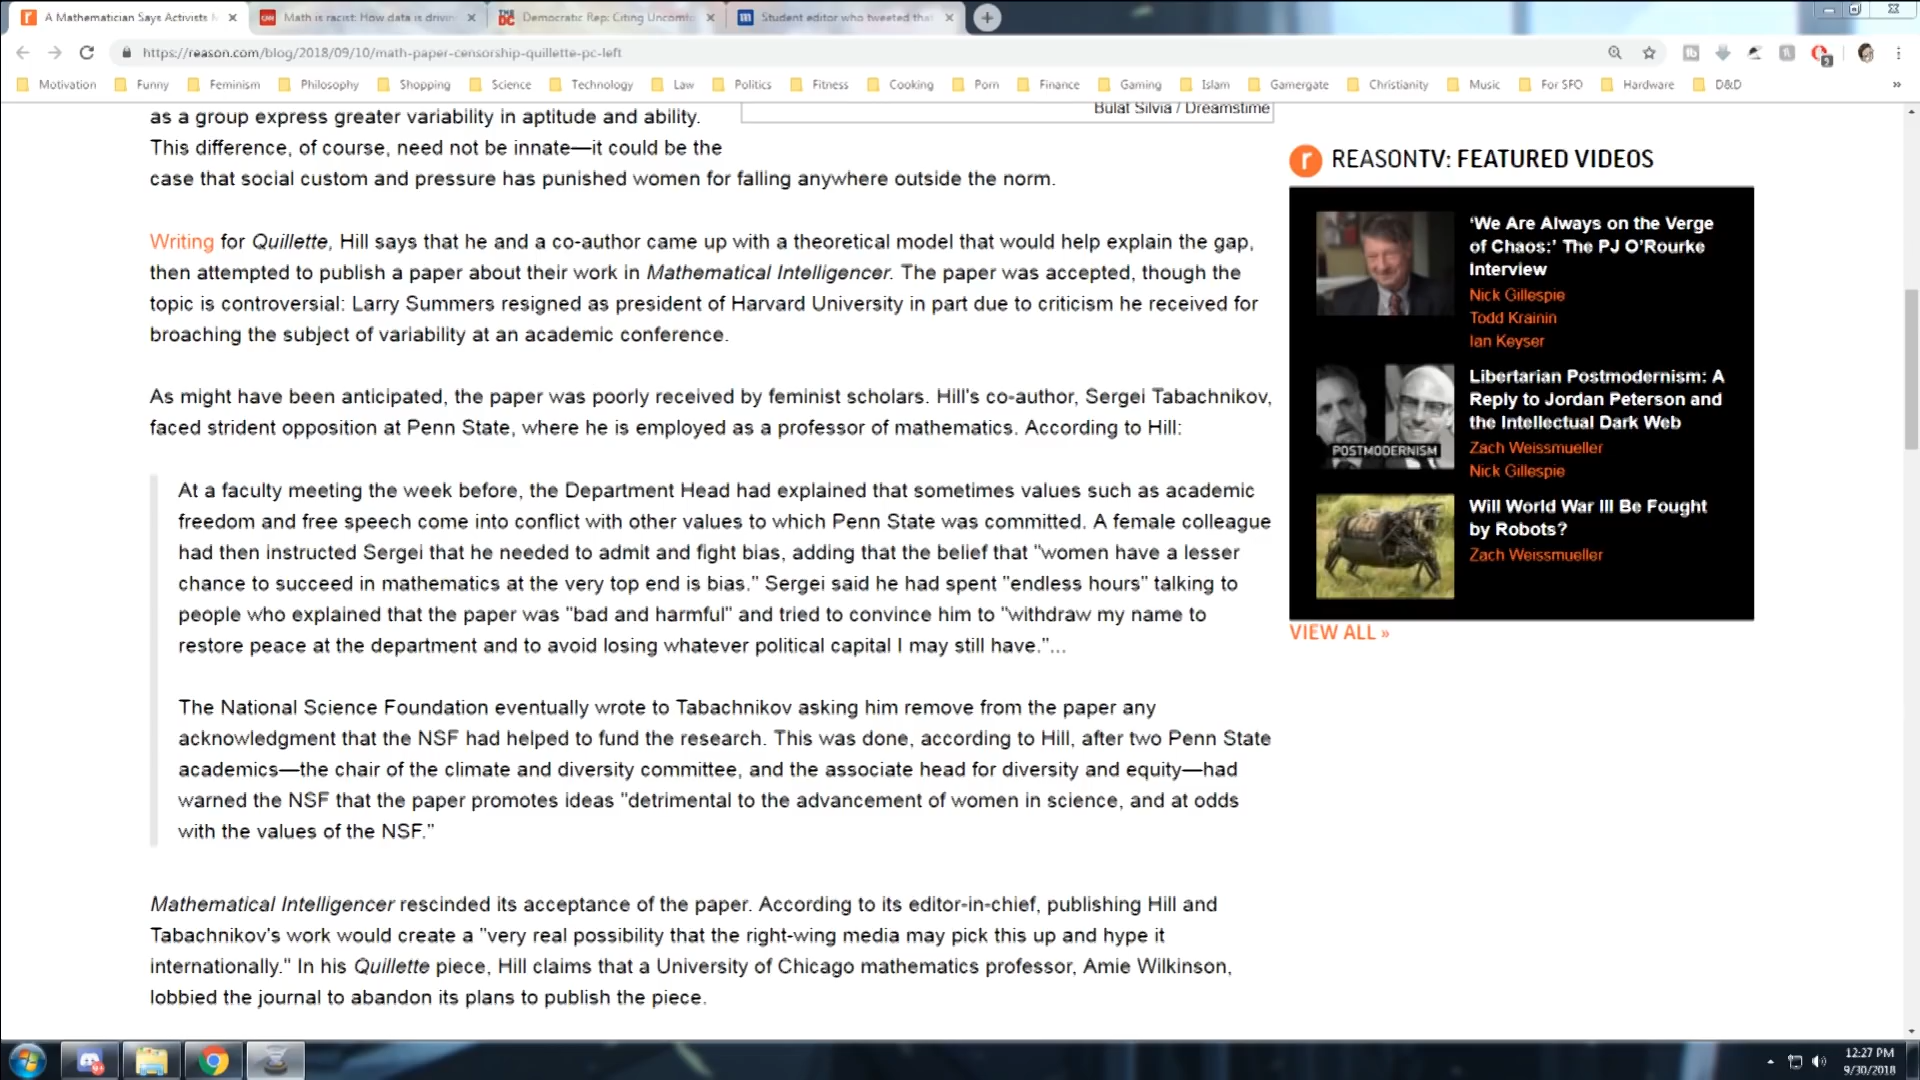 A Mathematician Says Activists M
Math is racist: How data is drivin
Democratic Rep: Citing Uncomfo
Student editor who tweeted that
https://reason.com/blog/2018/09/10/math-paper-censorship-quillette-pc-left
Motivation Funny Feminism Philosophy Shopping Science Technology Law Politics Fitness Cooking Porn Finance Gaming Islam Gamergate Christianity Music For SFO Hardware D&D »
as a group express greater variability in aptitude and ability.
This difference, of course, need not be innate—it could be the
case that social custom and pressure has punished women for falling anywhere outside the norm.
Bulat Silvia / Dreamstime
Writing for Quillette, Hill says that he and a co-author came up with a theoretical model that would help explain the gap,
then attempted to publish a paper about their work in Mathematical Intelligencer. The paper was accepted, though the
topic is controversial: Larry Summers resigned as president of Harvard University in part due to criticism he received for
broaching the subject of variability at an academic conference.
As might have been anticipated, the paper was poorly received by feminist scholars. Hill's co-author, Sergei Tabachnikov,
faced strident opposition at Penn State, where he is employed as a professor of mathematics. According to Hill:
At a faculty meeting the week before, the Department Head had explained that sometimes values such as academic
freedom and free speech come into conflict with other values to which Penn State was committed. A female colleague
had then instructed Sergei that he needed to admit and fight bias, adding that the belief that "women have a lesser
chance to succeed in mathematics at the very top end is bias." Sergei said he had spent "endless hours" talking to
people who explained that the paper was "bad and harmful" and tried to convince him to "withdraw my name to
restore peace at the department and to avoid losing whatever political capital I may still have."...
The National Science Foundation eventually wrote to Tabachnikov asking him remove from the paper any
acknowledgment that the NSF had helped to fund the research. This was done, according to Hill, after two Penn State
academics—the chair of the climate and diversity committee, and the associate head for diversity and equity—had
warned the NSF that the paper promotes ideas "detrimental to the advancement of women in science, and at odds
with the values of the NSF."
Mathematical Intelligencer rescinded its acceptance of the paper. According to its editor-in-chief, publishing Hill and
Tabachnikov's work would create a "very real possibility that the right-wing media may pick this up and hype it
internationally." In his Quillette piece, Hill claims that a University of Chicago mathematics professor, Amie Wilkinson,
lobbied the journal to abandon its plans to publish the piece.
r REASONTV: FEATURED VIDEOS
‘We Are Always on the Verge
of Chaos:’ The PJ O’Rourke
Interview
Nick Gillespie
Todd Krainin
Ian Keyser
POSTMODERNISM
Libertarian Postmodernism: A
Reply to Jordan Peterson and
the Intellectual Dark Web
Zach Weissmueller
Nick Gillespie
Will World War III Be Fought
by Robots?
Zach Weissmueller
VIEW ALL »
12:27 PM
9/30/2018